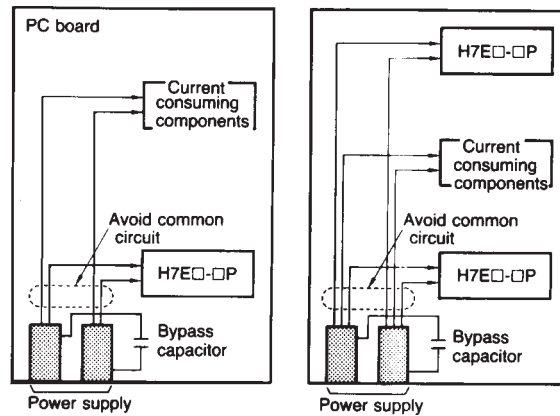 PC board
Current
consuming
components
Avoid common
circuit
H7E□-□P
Bypass
capacitor
Power supply
H7E□-□P
Current
consuming
components
Avoid common
circuit
H7E□-□P
Bypass
capacitor
Power supply